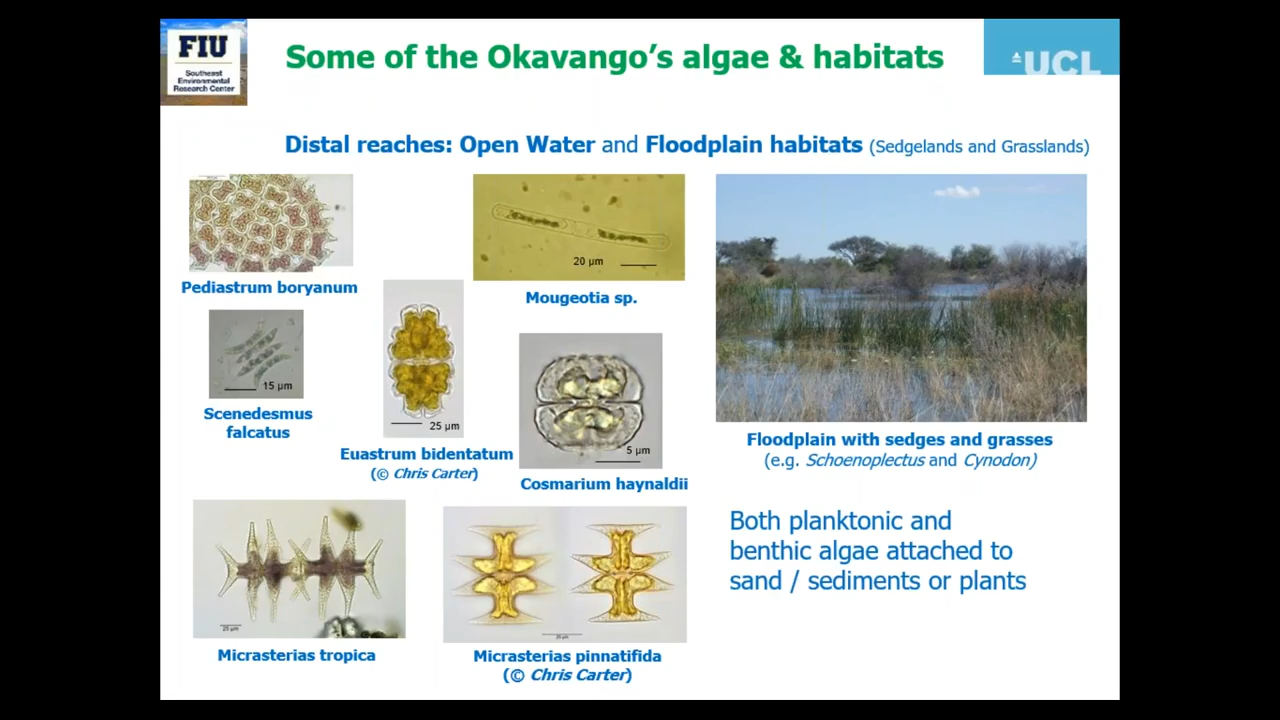 FIU
Southeast
Environmental
Research Center
Some of the Okavango’s algae & habitats
UCL
Distal reaches: Open Water and Floodplain habitats (Sedgelands and Grasslands)
Pediastrum boryanum
20 µm
Mougeotia sp.
15 µm
Scenedesmus
falcatus
25 µm
Euastrum bidentatum
(© Chris Carter)
5 µm
Cosmarium haynaldii
Floodplain with sedges and grasses
(e.g. Schoenoplectus and Cynodon)
Both planktonic and
benthic algae attached to
sand / sediments or plants
25 µm
Micrasterias tropica
Micrasterias pinnatifida
(© Chris Carter)